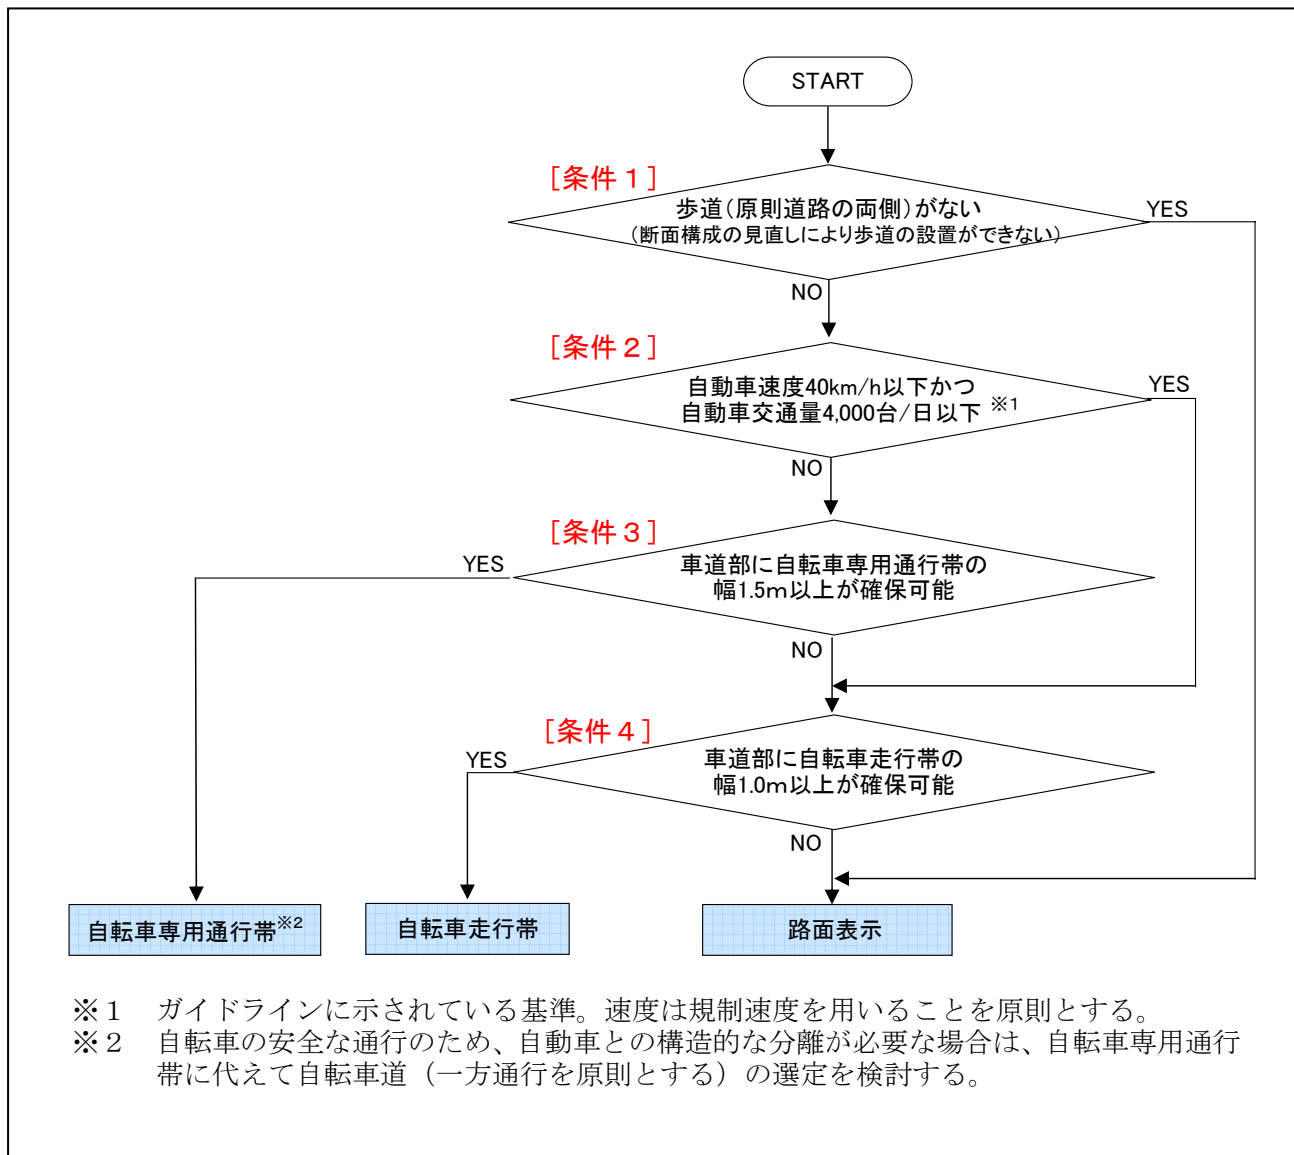 START
[条件１]
歩道(原則道路の両側)がない
(断面構成の見直しにより歩道の設置ができない)
YES
NO
[条件２]
自動車速度40km/h以下かつ
自動車交通量4,000台/日以下 ※1
YES
NO
[条件３]
YES
車道部に自転車専用通行帯の
幅1.5ｍ以上が確保可能
NO
[条件４]
YES
車道部に自転車走行帯の
幅1.0ｍ以上が確保可能
NO
自転車専用通行帯※2
自転車走行帯
路面表示
※１　ガイドラインに示されている基準。速度は規制速度を用いることを原則とする。
※２　自転車の安全な通行のため、自動車との構造的な分離が必要な場合は、自転車専用通行
帯に代えて自転車道（一方通行を原則とする）の選定を検討する。